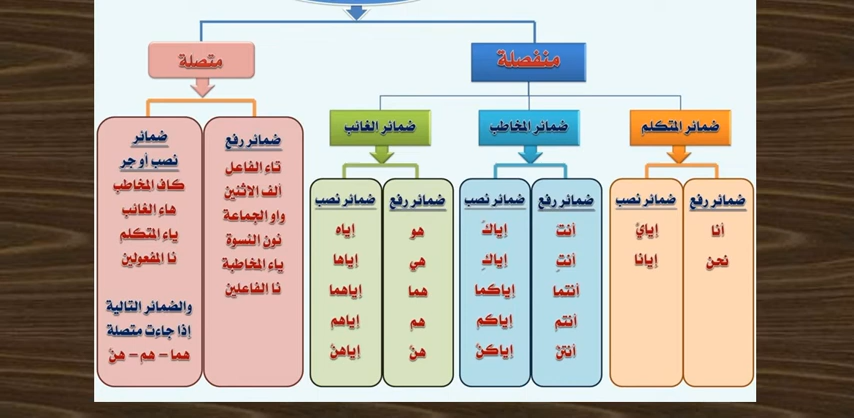 منفصلة
متصلة
ضمائر المتكلم
ضمائر المخاطب
ضمائر الغائب
ضمائر رفع
أنا
نحن
ضمائر نصب
إيايَ
إيانا
ضمائر رفع
أنتَ
أنتِ
أنتما
أنتم
أنتنّ
ضمائر نصب
إياكَ
إياكِ
إياكما
إياكم
إياكنّ
ضمائر رفع
هو
هي
هما
هم
هنّ
ضمائر نصب
إياه
إياها
إياهما
إياهم
إياهنّ
ضمائر رفع
تاء الفاعل
ألف الاثنين
واو الجماعة
نون النسوة
ياء المخاطبة
نا الفاعلين
ضمائر
نصب أو جر
كاف المخاطب
هاء الغائب
ياء المتكلم
نا المفعولين
والضمائر التالية
إذا جاءت متصلة
هما – هم – هنّ